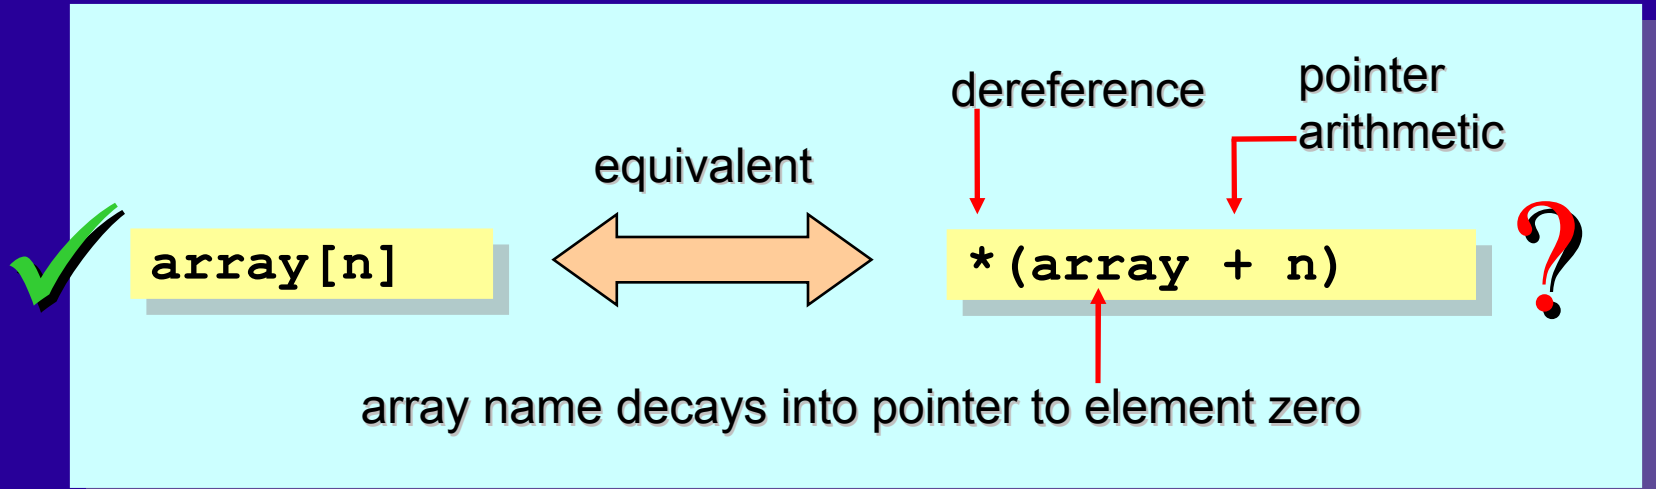 dereference
pointer
arithmetic
equivalent
array[n]
*(array + n)
?
array name decays into pointer to element zero